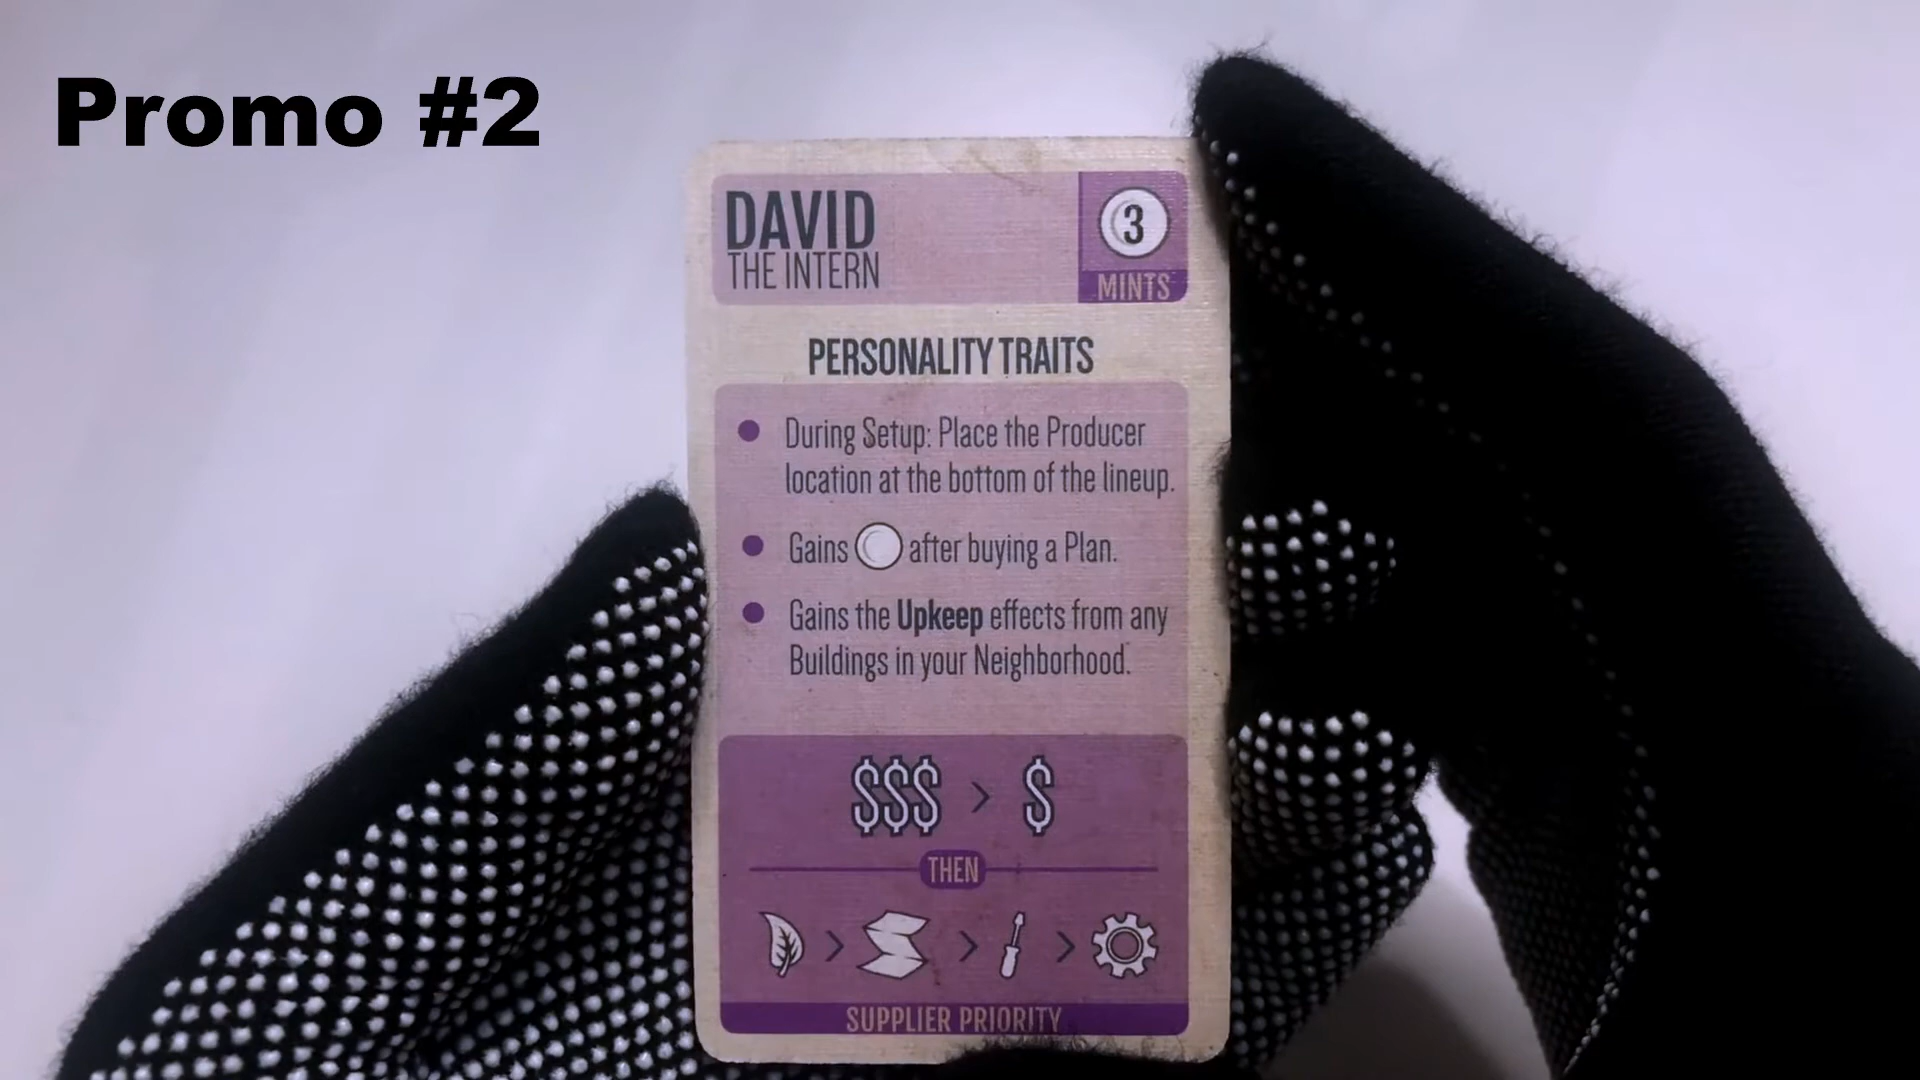 Promo #2
DAVID
THE INTERN
3
MINTS
PERSONALITY TRAITS
During Setup: Place the Producer
location at the bottom of the lineup.
Gains after buying a Plan.
Gains the Upkeep effects from any
Buildings in your Neighborhood.
$$$ > $
THEN
> > >
SUPPLIER PRIORITY